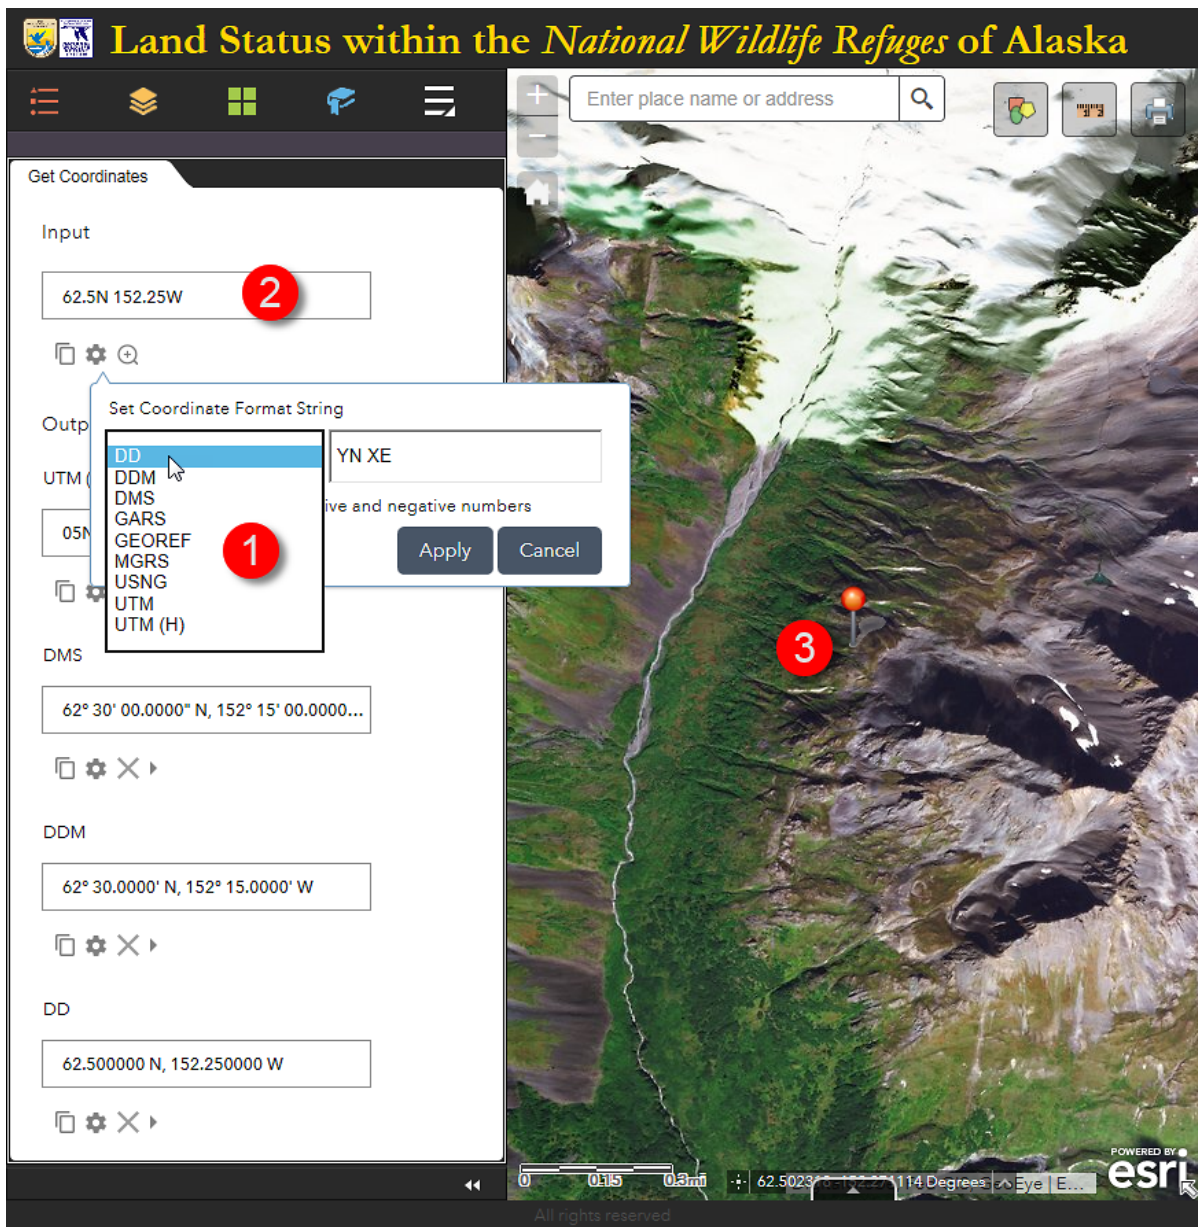 Land Status within the National Wildlife Refuges of Alaska
Enter place name or address
Get Coordinates
Input
62.5N 152.25W
2
Set Coordinate Format String
Outp
DD
YN XE
UTM (
DDM
DMS
ive and negative numbers
GARS
05N
GEOREF
1
Apply
Cancel
MGRS
USNG
UTM
UTM (H)
3
DMS
62° 30' 00.0000" N, 152° 15' 00.0000...
DDM
62° 30.0000' N, 152° 15.0000' W
DD
62.500000 N, 152.250000 W
POWERED BY
esri
0 0.15 0.3mi
Degrees
Eye | E...
All rights reserved